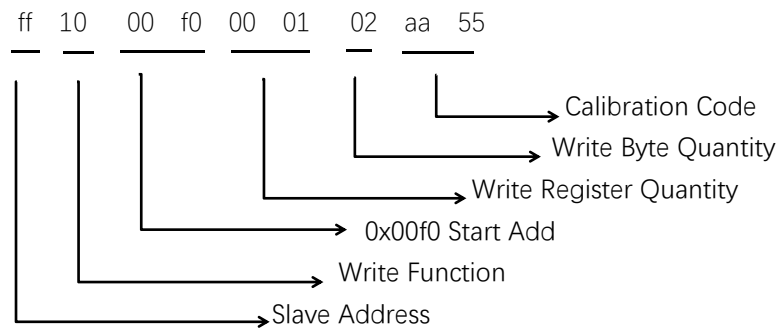 ff 10 00 f0 00 01 02 aa 55
Calibration Code
Write Byte Quantity
Write Register Quantity
0x00f0 Start Add
Write Function
Slave Address